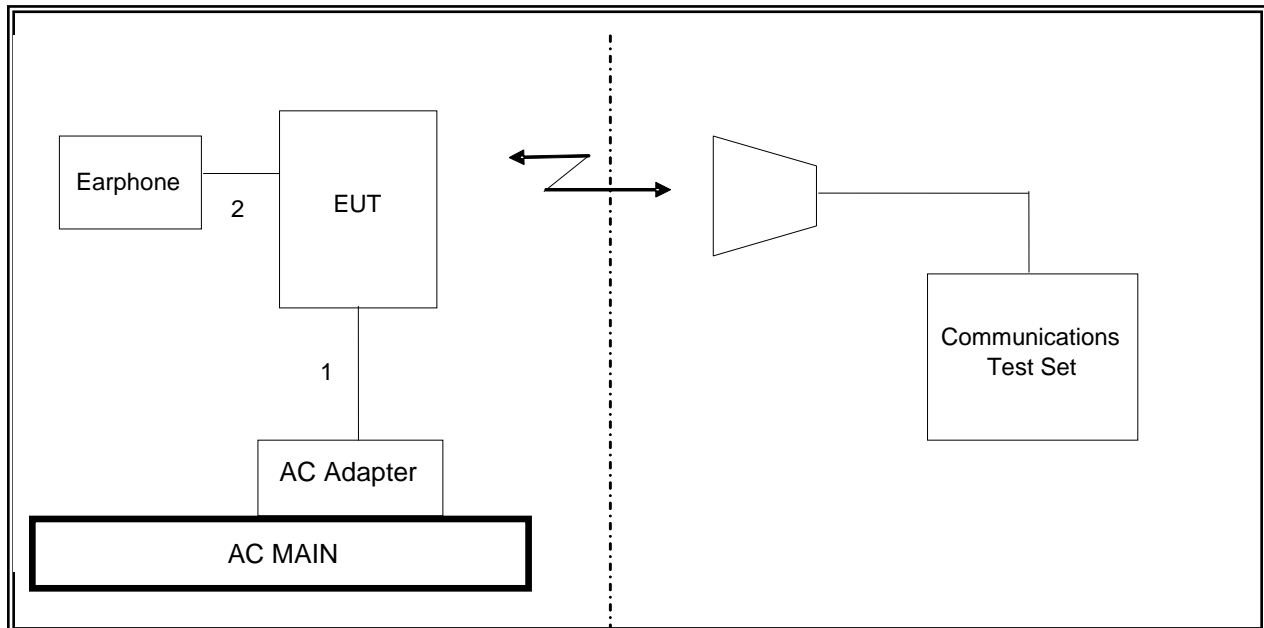 Earphone
2
EUT
1
AC Adapter
AC MAIN
Communications
Test Set